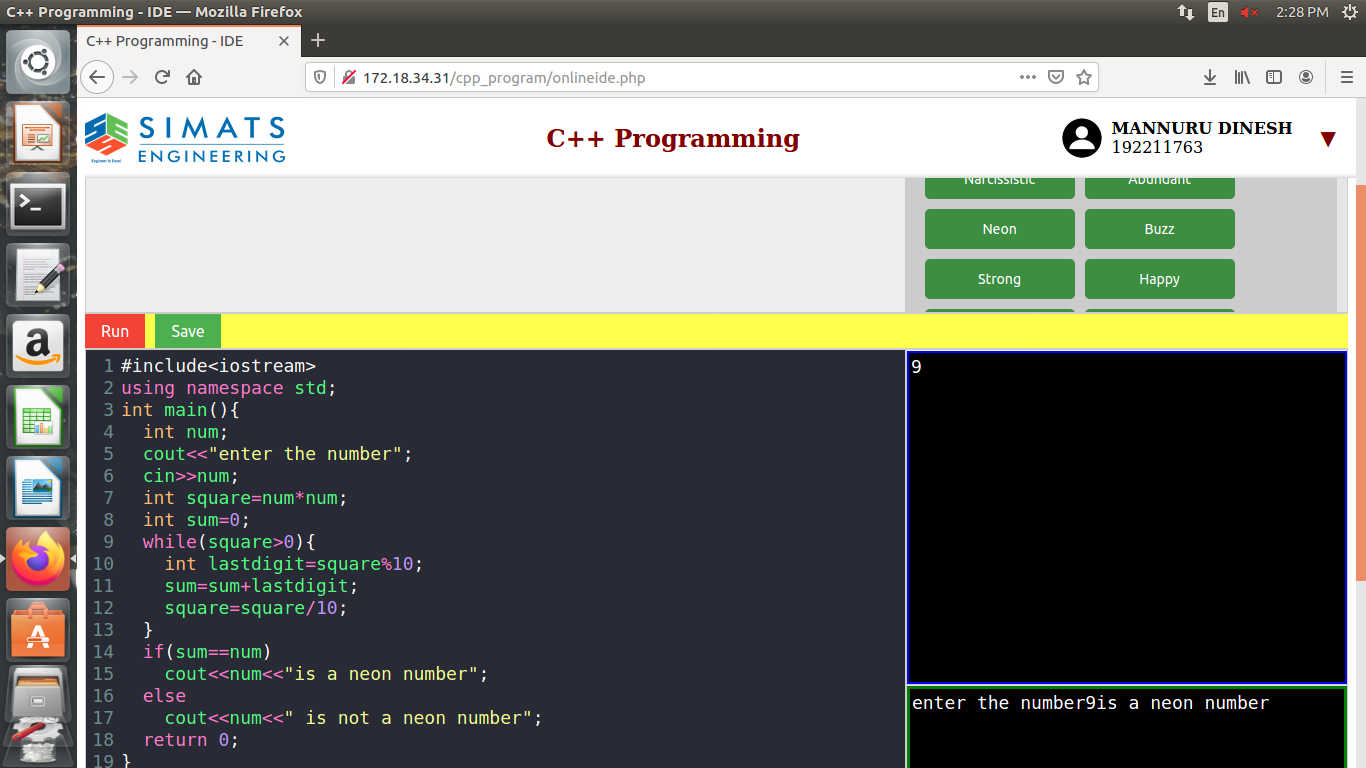 C++ Programming - IDE — Mozilla Firefox
En
2:28 PM
C++ Programming - IDE
172.18.34.31/cpp_program/onlineide.php
SIMATS
ENGINEERING
Engineer to Excel
C++ Programming
MANNURU DINESH
192211763
Narcissistic
Abundant
Neon
Buzz
Strong
Happy
Run
Save
1 #include<iostream>
2 using namespace std;
3 int main(){
4 int num;
5 cout<<"enter the number";
6 cin>>num;
7 int square=num*num;
8 int sum=0;
9 while(square>0){
10 int lastdigit=square%10;
11 sum=sum+lastdigit;
12 square=square/10;
13 }
14 if(sum==num)
15 cout<<num<<"is a neon number";
16 else
17 cout<<num<<" is not a neon number";
18 return 0;
19 }
9
enter the number9is a neon number